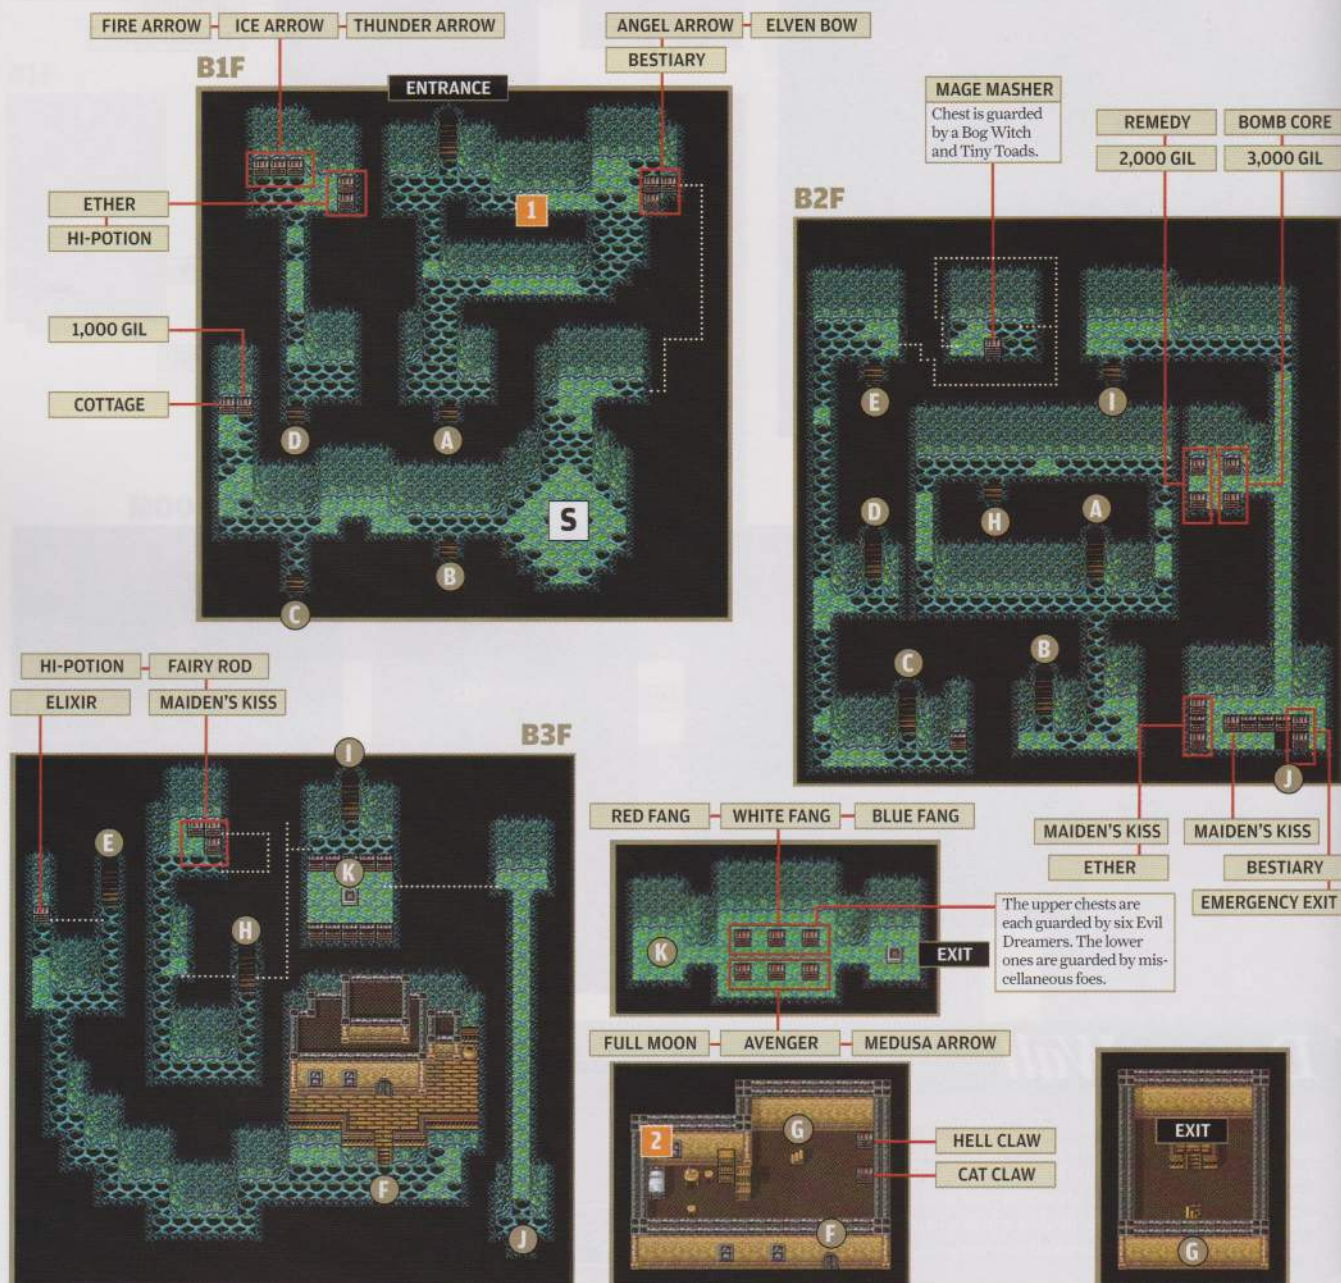 FIRE ARROW ICE ARROW THUNDER ARROW
ANGEL ARROW ELVEN BOW
BESTIARY
B1F
ENTRANCE
MAGE MASHER
Chest is guarded
by a Bog Witch
and Tiny Toads.
REMEDY BOMB CORE
2,000 GIL 3,000 GIL
ETHER
HI-POTION
1
B2F
1,000 GIL
COTTAGE
D
A
S
B
C
E
I
D
H
A
C
B
J
HI-POTION FAIRY ROD
ELIXIR MAIDEN'S KISS
B3F
MAIDEN'S KISS MAIDEN'S KISS
ETHER BESTIARY
EMERGENCY EXIT
I
E
K
H
F
J
RED FANG WHITE FANG BLUE FANG
K
EXIT
The upper chests are
each guarded by six Evil
Dreamers. The lower
ones are guarded by mis-
cellaneous foes.
FULL MOON AVENGER MEDUSA ARROW
2
G
HELL CLAW
CAT CLAW
F
EXIT
G